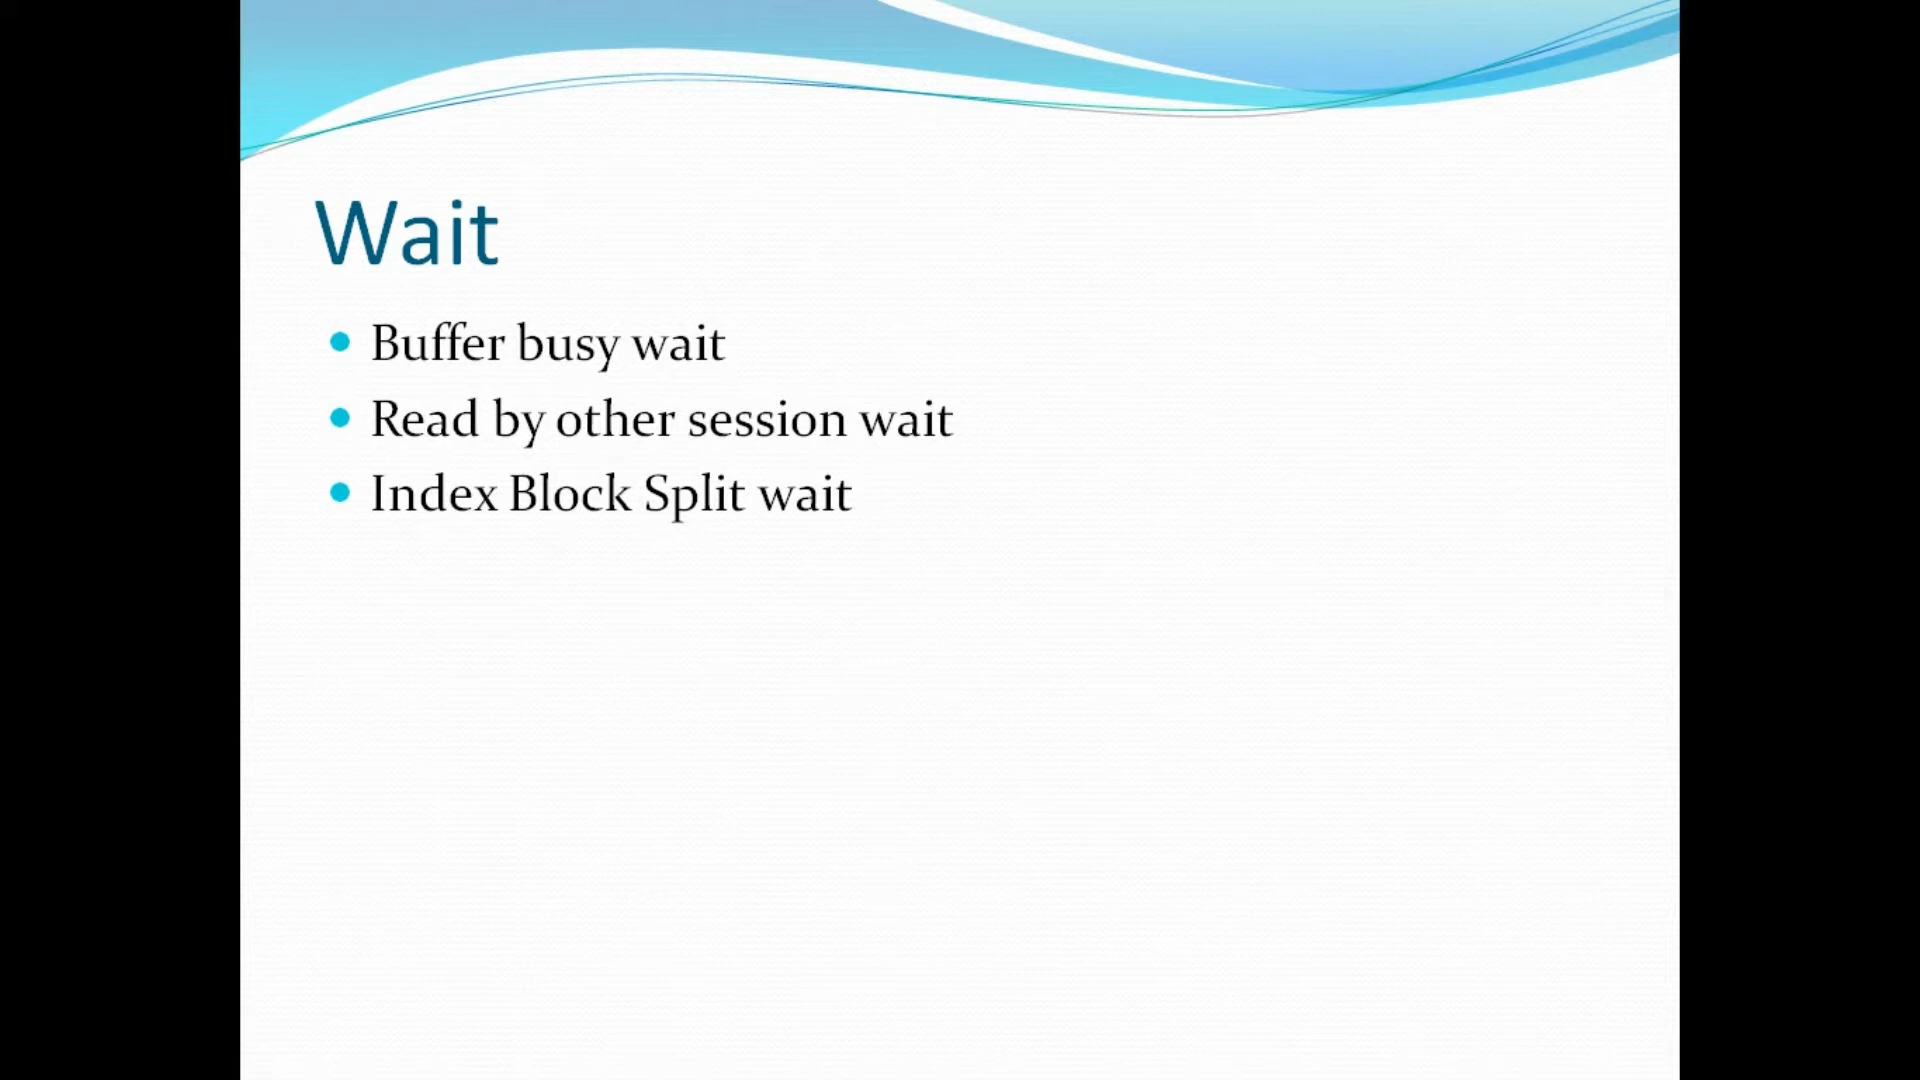 Wait
Buffer busy wait
Read by other session wait
Index Block Split wait